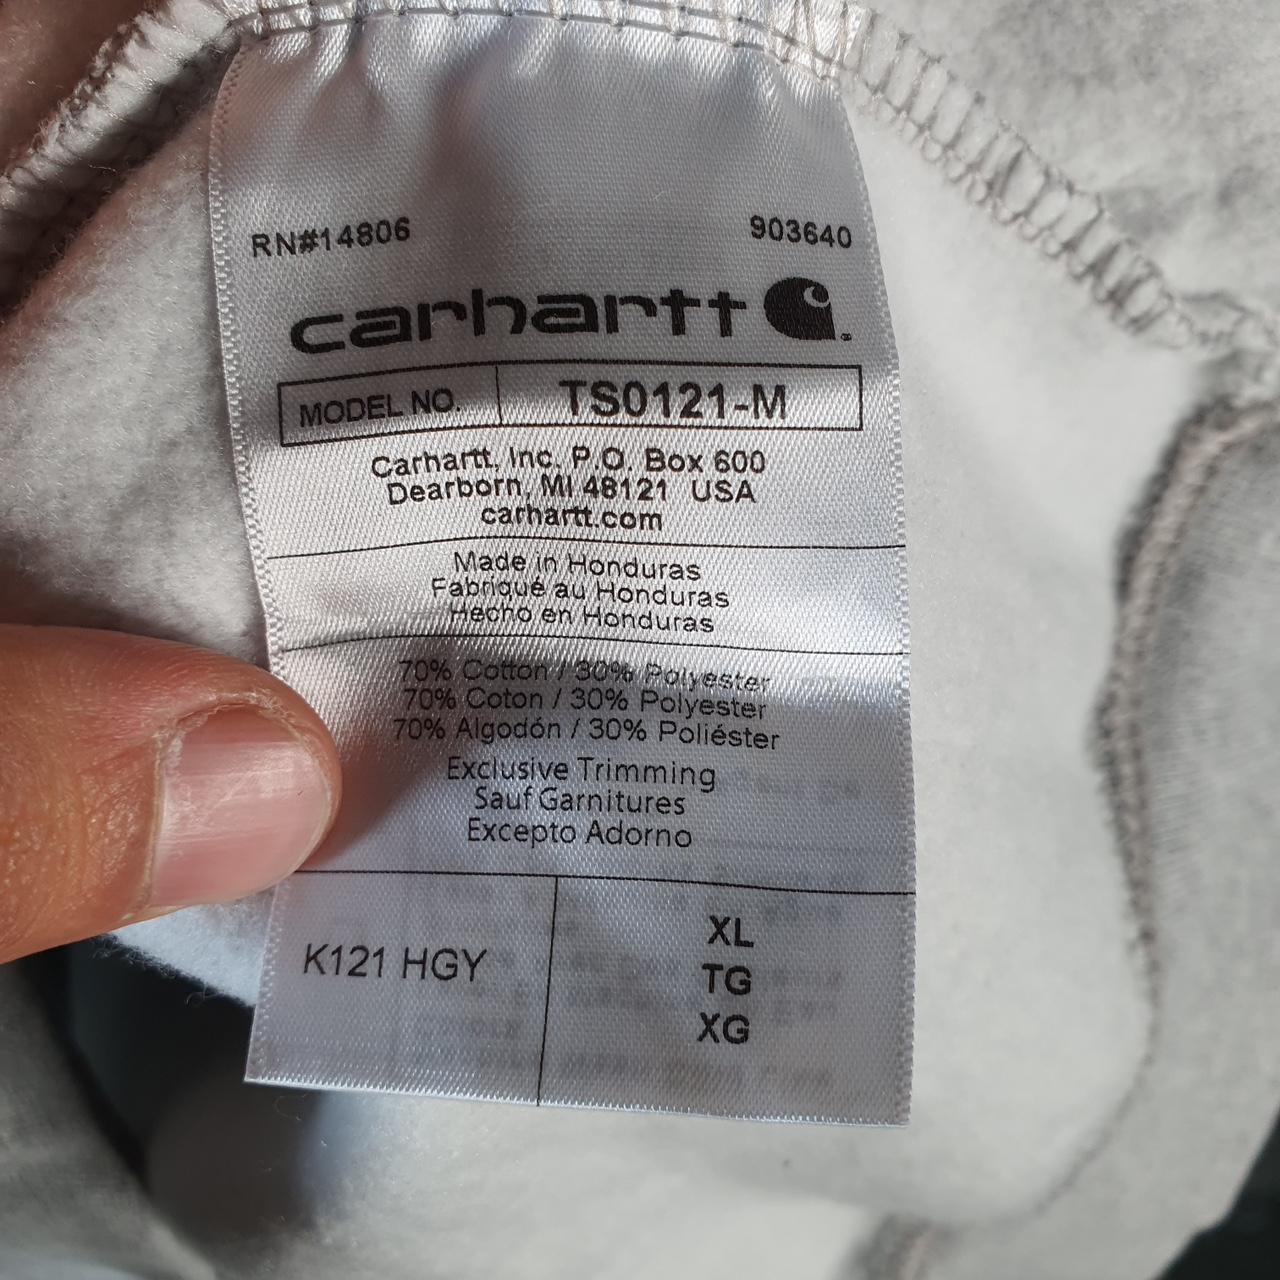 RN#14806 903640
carhartt
MODEL NO. TS0121-M
Carhartt, Inc. P.O. Box 600
Dearborn, MI 48121 USA
carhartt.com
Made in Honduras
Fabriqué au Honduras
Hecho en Honduras
70% Cotton / 30% Polyester
70% Coton / 30% Polyester
70% Algodón / 30% Poliéster
Exclusive Trimming
Sauf Garnitures
Excepto Adorno
K121 HGY
XL
TG
XG